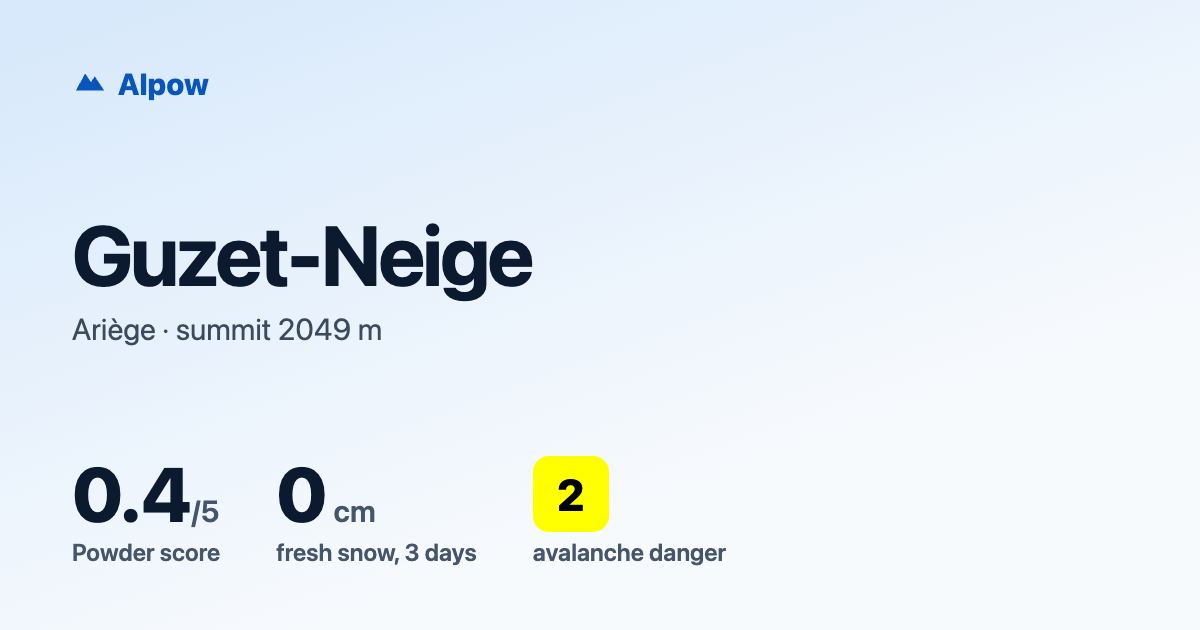 Alpow
Guzet-Neige
Ariège · summit 2049 m
0.4/5
Powder score
0 cm
fresh snow, 3 days
2
avalanche danger